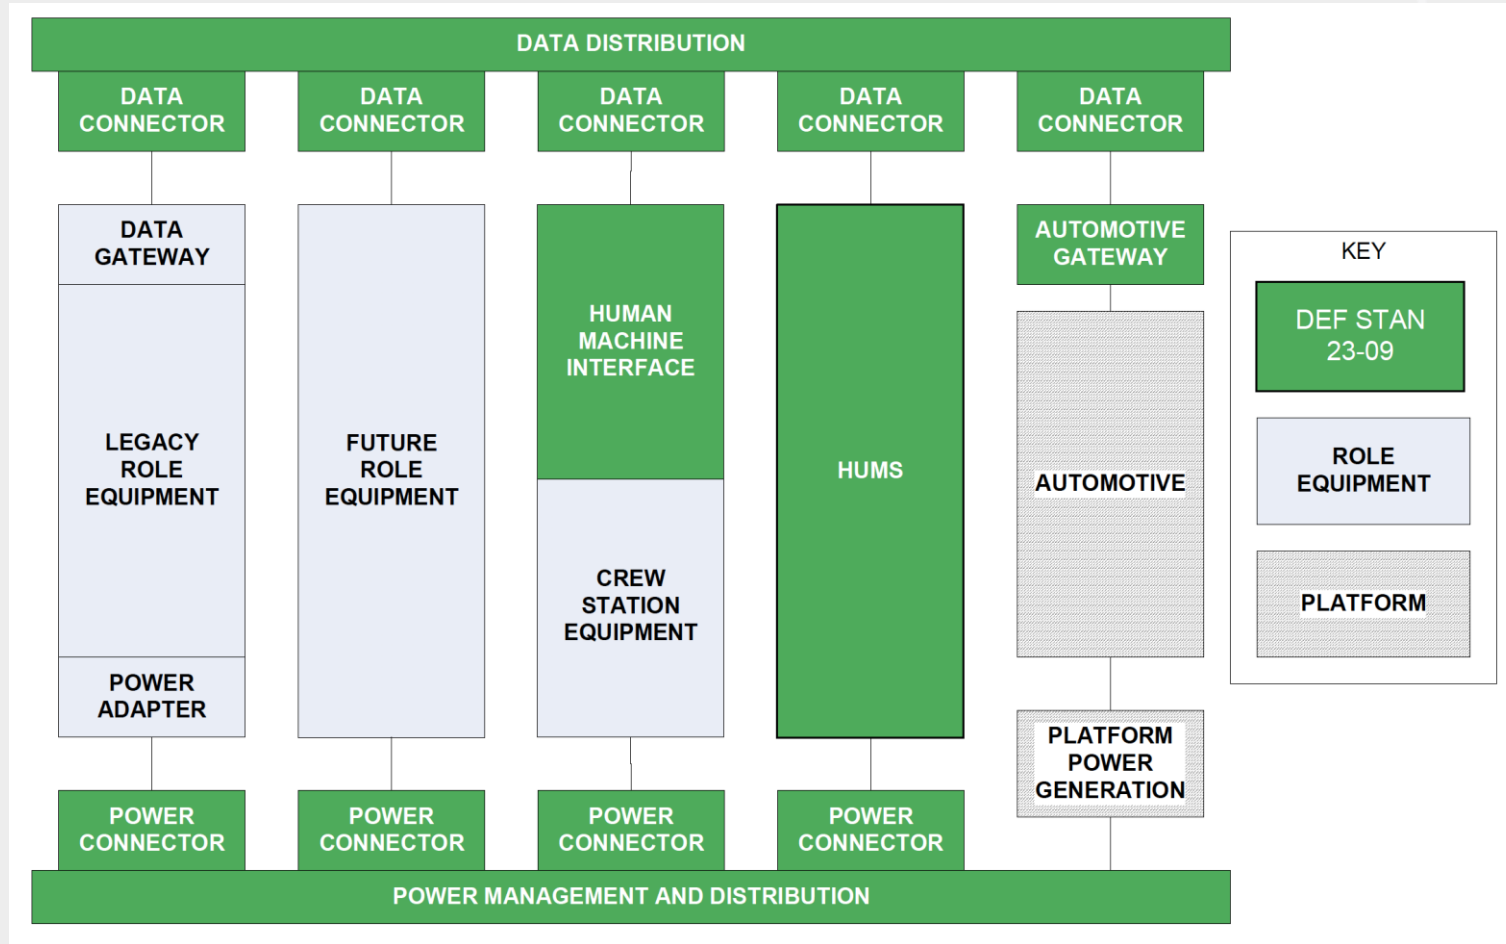 DATA DISTRIBUTION
DATA
CONNECTOR
DATA
CONNECTOR
DATA
CONNECTOR
DATA
CONNECTOR
DATA
CONNECTOR
DATA
GATEWAY
LEGACY
ROLE
EQUIPMENT
POWER
ADAPTER
FUTURE
ROLE
EQUIPMENT
HUMAN
MACHINE
INTERFACE
CREW
STATION
EQUIPMENT
HUMS
AUTOMOTIVE
GATEWAY
AUTOMOTIVE
PLATFORM
POWER
GENERATION
POWER
CONNECTOR
POWER
CONNECTOR
POWER
CONNECTOR
POWER
CONNECTOR
POWER MANAGEMENT AND DISTRIBUTION
KEY
DEF STAN
23-09
ROLE
EQUIPMENT
PLATFORM